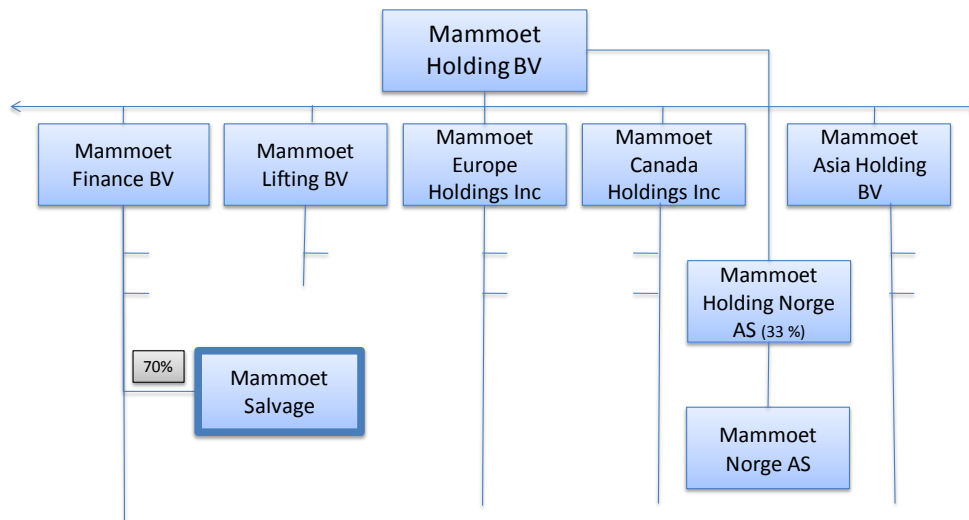 Mammoet
Holding BV
Mammoet
Finance BV
Mammoet
Lifting BV
Mammoet
Europe
Holdings Inc
Mammoet
Canada
Holdings Inc
Mammoet
Asia Holding
BV
Mammoet
Holding Norge
AS (33 %)
70%
Mammoet
Salvage
Mammoet
Norge AS